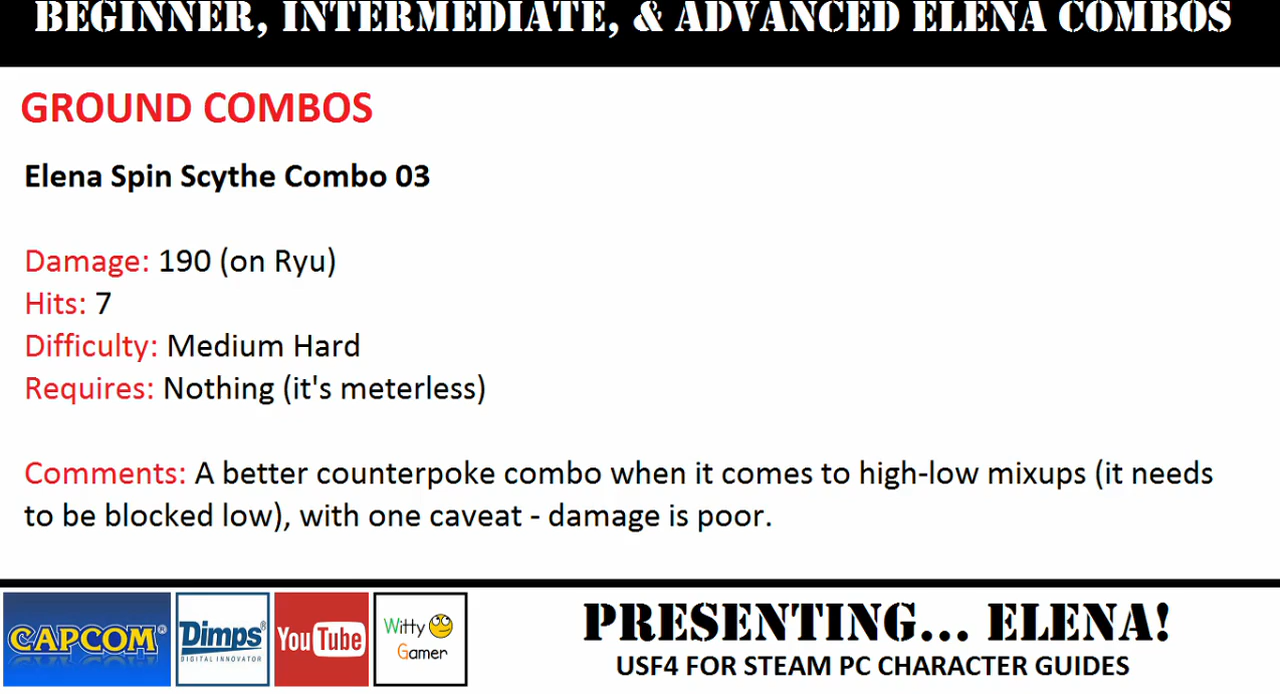 BEGINNER, INTERMEDIATE, & ADVANCED ELENA COMBOS
GROUND COMBOS
Elena Spin Scythe Combo 03
Damage: 190 (on Ryu)
Hits: 7
Difficulty: Medium Hard
Requires: Nothing (it's meterless)
Comments: A better counterpoke combo when it comes to high-low mixups (it needs
to be blocked low), with one caveat - damage is poor.
CAPCOM®
Dimps®
DIGITAL INNOVATOR
YouTube
Witty
Gamer
PRESENTING... ELENA!
USF4 FOR STEAM PC CHARACTER GUIDES